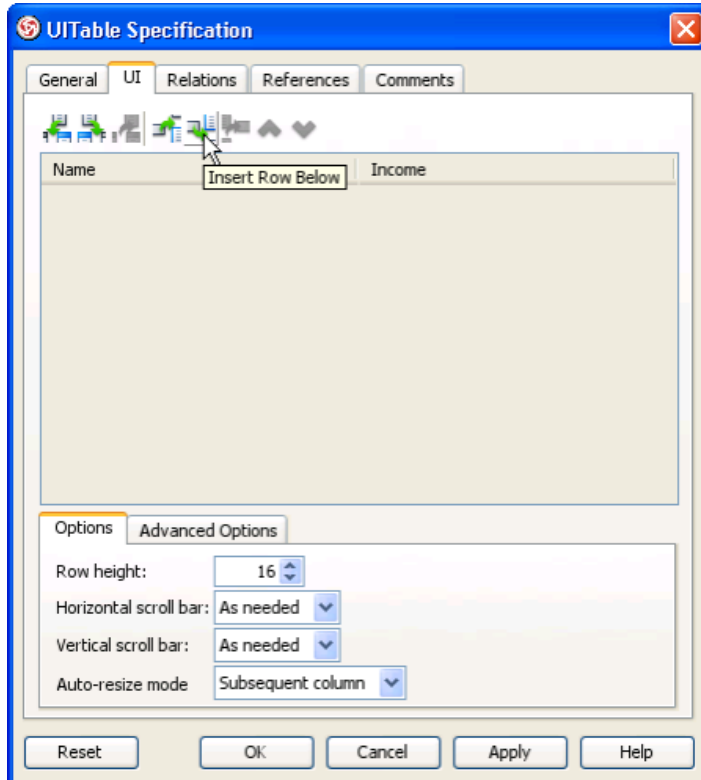 UITable Specification
General UI Relations References Comments
Name Income
Insert Row Below
Options Advanced Options
Row height: 16
Horizontal scroll bar: As needed
Vertical scroll bar: As needed
Auto-resize mode Subsequent column
Reset OK Cancel Apply Help